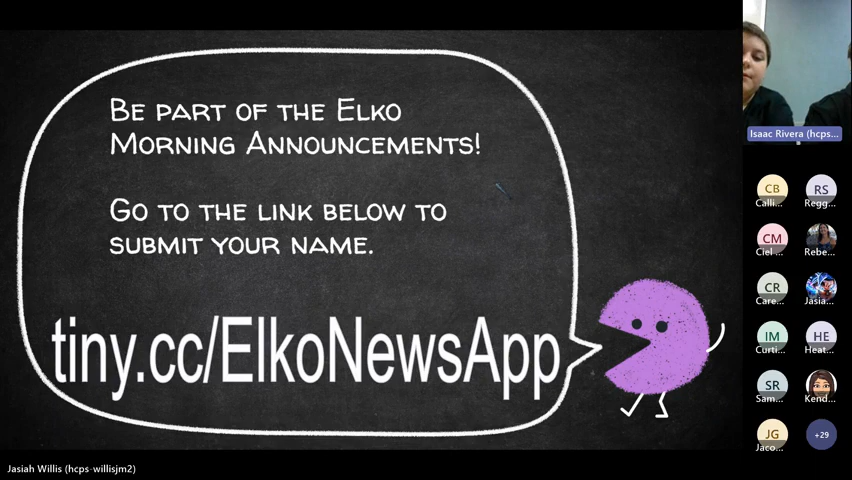 Be part of the Elko
Morning Announcements!
Go to the link below to
submit your name.
tiny.cc/ElkoNewsApp
Isaac Rivera (hcps...
CB
RS
Calli...
Regg...
CM
Ciel ...
Rebe...
CR
Care...
Jasia...
IM
HE
Curti...
Heat...
SR
Sam...
Kend...
JG
+29
Jaco...
Jasiah Willis (hcps-willisjm2)